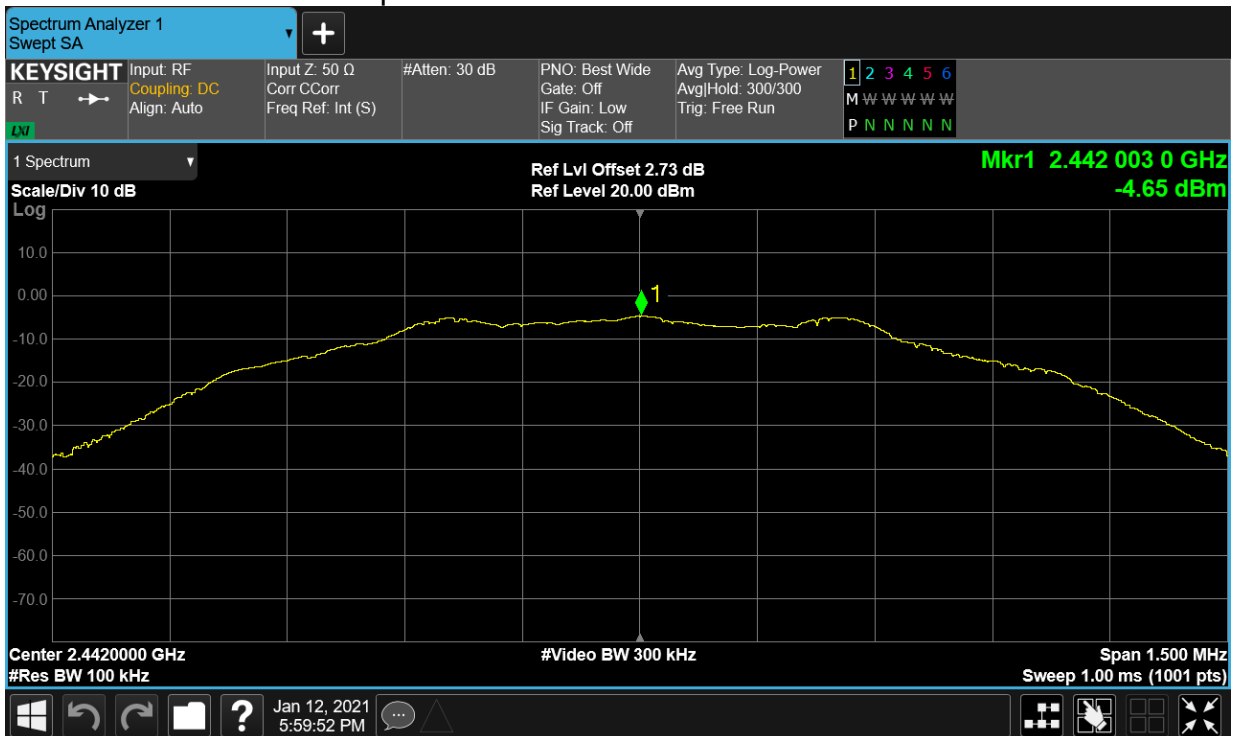 Spectrum Analyzer 1
Swept SA
+
KEYSIGHT
R T
LXI
Input: RF
Coupling: DC
Align: Auto
Input Z: 50 Ω
Corr CCorr
Freq Ref: Int (S)
#Atten: 30 dB
PNO: Best Wide
Gate: Off
IF Gain: Low
Sig Track: Off
Avg Type: Log-Power
Avg|Hold: 300/300
Trig: Free Run
1 2 3 4 5 6
M W W W W W
P N N N N N
1 Spectrum
Scale/Div 10 dB
Ref Lvl Offset 2.73 dB
Ref Level 20.00 dBm
Mkr1 2.442 003 0 GHz
-4.65 dBm
Log
10.0
0.00
-10.0
-20.0
-30.0
-40.0
-50.0
-60.0
-70.0
1
Center 2.4420000 GHz
#Res BW 100 kHz
#Video BW 300 kHz
Span 1.500 MHz
Sweep 1.00 ms (1001 pts)
?
Jan 12, 2021
5:59:52 PM